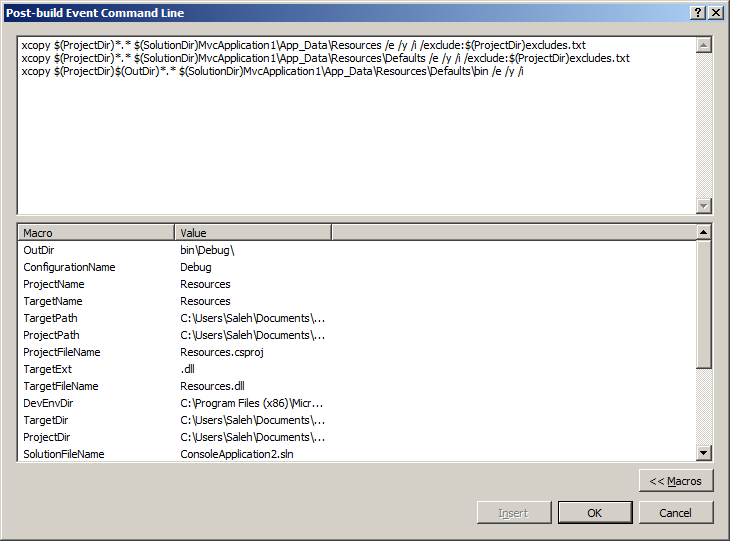 Post-build Event Command Line
xcopy $(ProjectDir)*.* $(SolutionDir)MvcApplication1\App_Data\Resources /e /y /i /exclude:$(ProjectDir)excludes.txt
xcopy $(ProjectDir)*.* $(SolutionDir)MvcApplication1\App_Data\Resources\Defaults /e /y /i /exclude:$(ProjectDir)excludes.txt
xcopy $(ProjectDir)$(OutDir)*.* $(SolutionDir)MvcApplication1\App_Data\Resources\Defaults\bin /e /y /i
Macro Value
OutDir bin\Debug\
ConfigurationName Debug
ProjectName Resources
TargetName Resources
TargetPath C:\Users\Saleh\Documents\...
ProjectPath C:\Users\Saleh\Documents\...
ProjectFileName Resources.csproj
TargetExt .dll
TargetFileName Resources.dll
DevEnvDir C:\Program Files (x86)\Micr...
TargetDir C:\Users\Saleh\Documents\...
ProjectDir C:\Users\Saleh\Documents\...
SolutionFileName ConsoleApplication2.sln
<< Macros
Insert OK Cancel